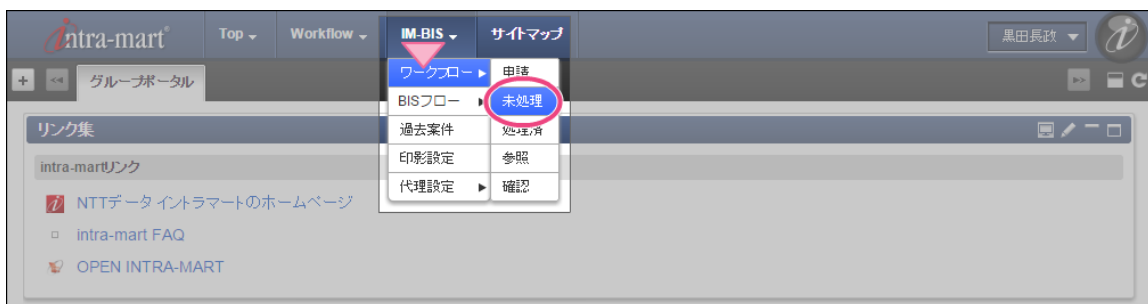 intra-mart
Top
Workflow
IM-BIS
サイトマップ
黒田長政
グループポータル
ワークフロー
申請
BISフロー
未処理
過去案件
処理済
印影設定
参照
代理設定
確認
リンク集
intra-martリンク
NTTデータ イントラマートのホームページ
intra-mart FAQ
OPEN INTRA-MART